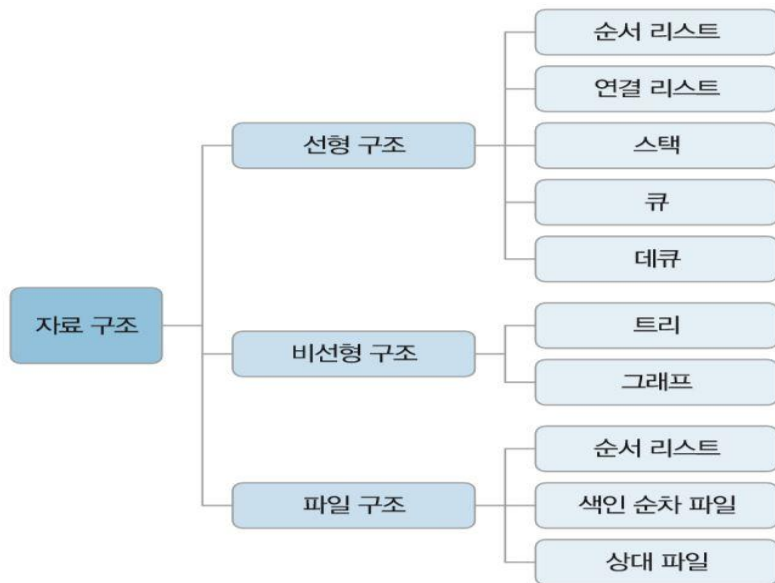 자료 구조
선형 구조
순서 리스트
연결 리스트
스택
큐
데큐
비선형 구조
트리
그래프
파일 구조
순서 리스트
색인 순차 파일
상대 파일